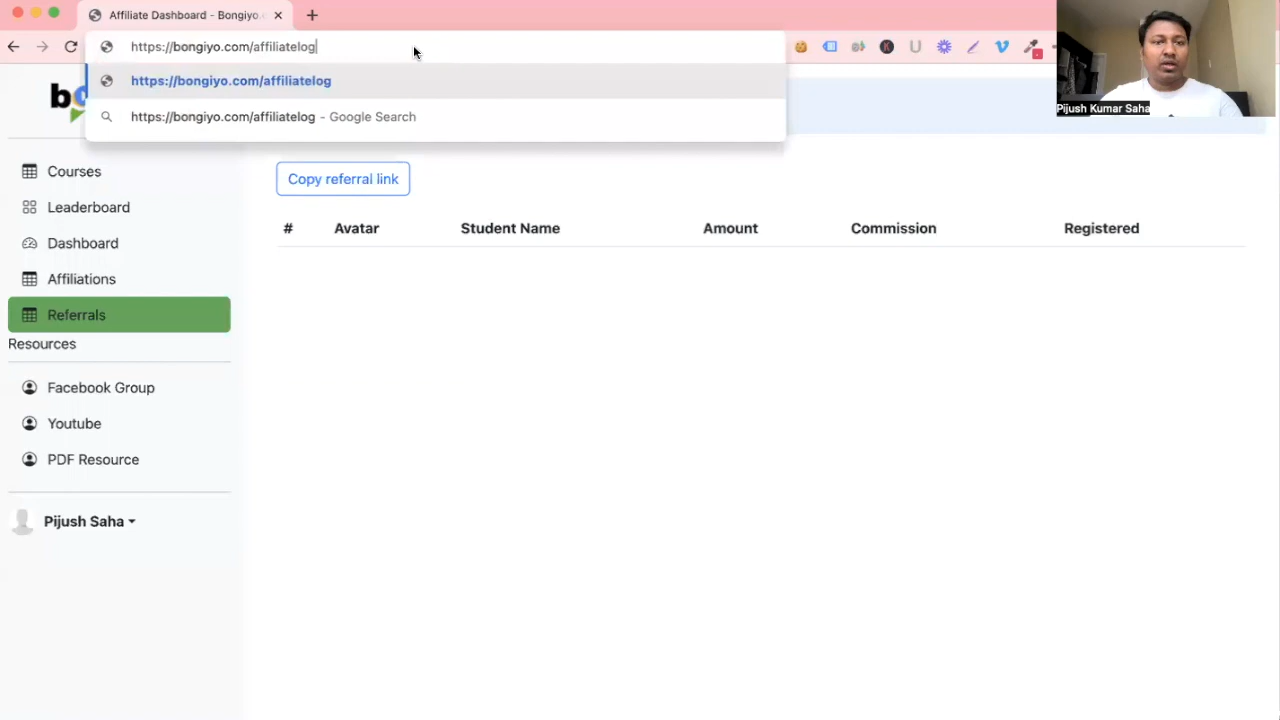 Affiliate Dashboard - Bongiyo.c
https://bongiyo.com/affiliatelog
https://bongiyo.com/affiliatelog
https://bongiyo.com/affiliatelog - Google Search
Pijush Kumar Saha
Courses
Leaderboard
Dashboard
Affiliations
Referrals
Resources
Facebook Group
Youtube
PDF Resource
Pijush Saha
Copy referral link
# Avatar Student Name Amount Commission Registered